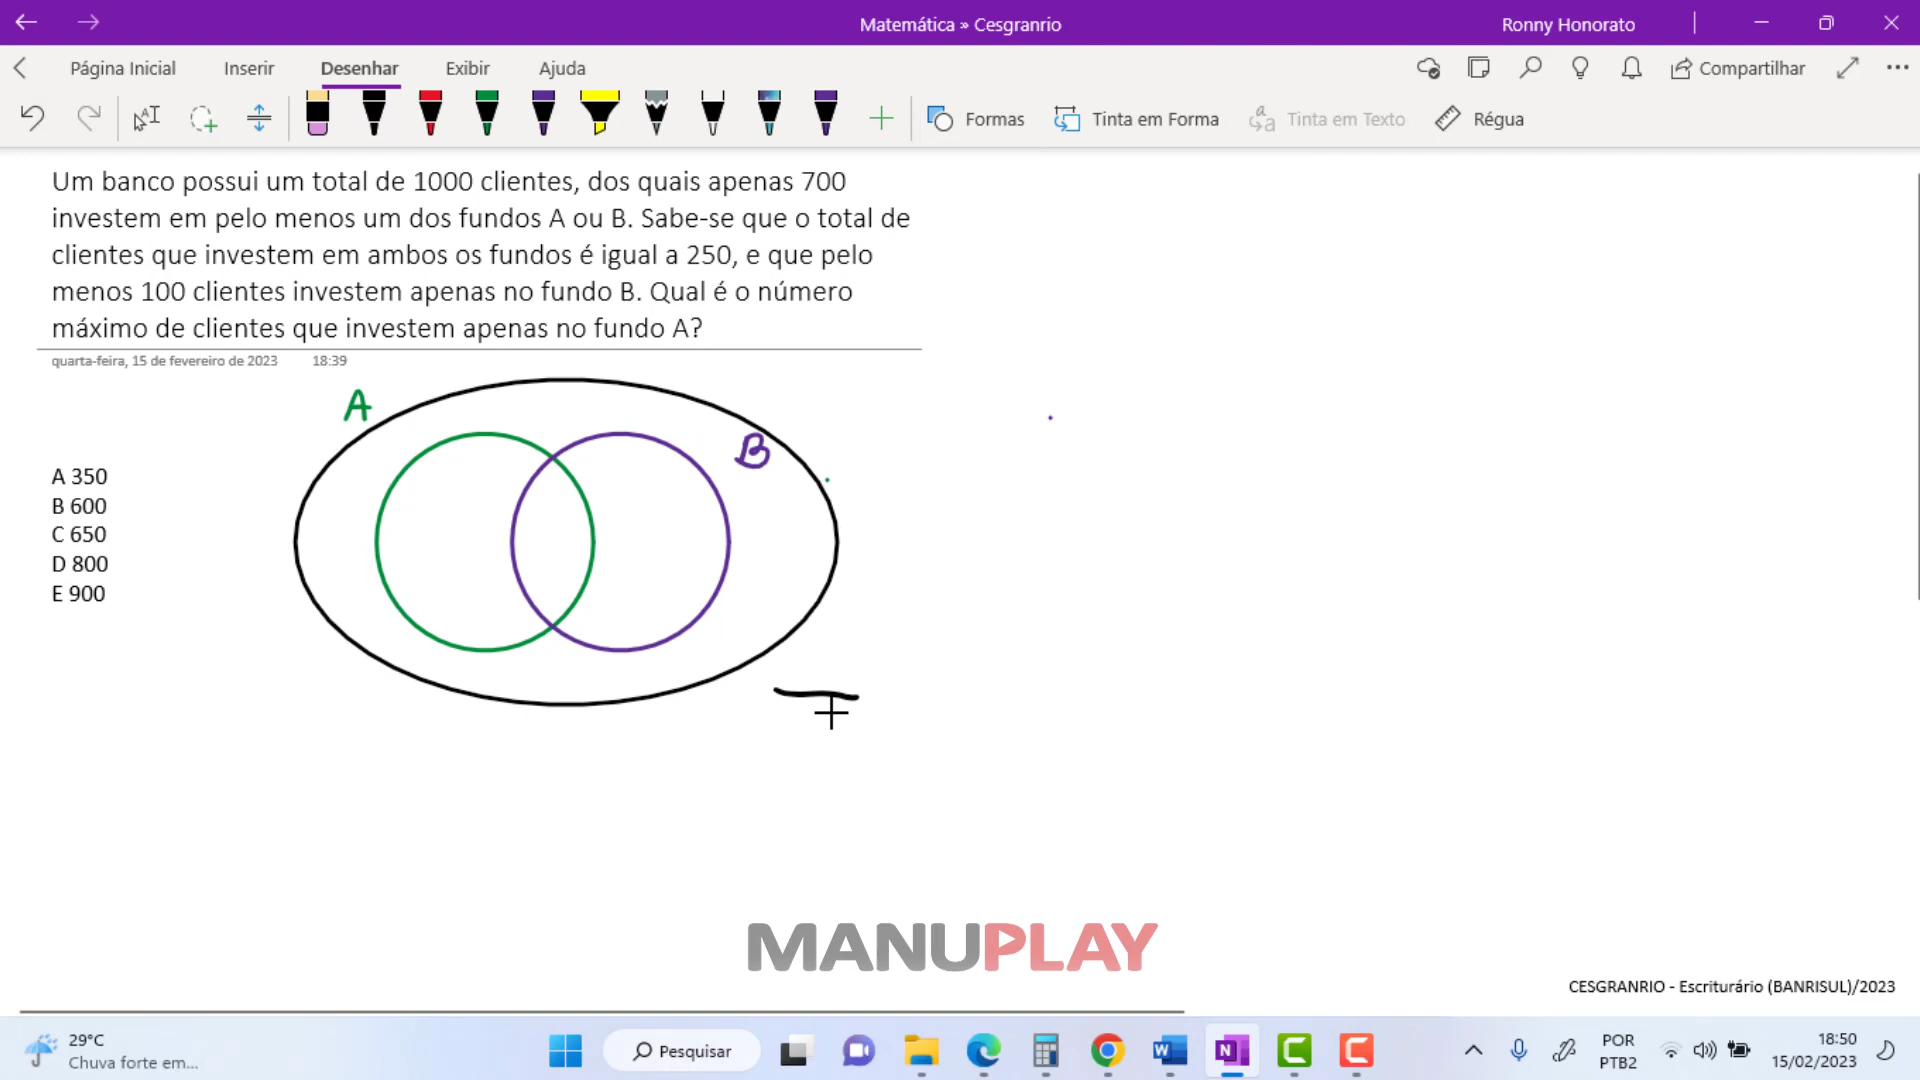 Matemática » Cesgranrio
Ronny Honorato
Página Inicial
Inserir
Desenhar
Exibir
Ajuda
Compartilhar
Formas
Tinta em Forma
Tinta em Texto
Régua
Um banco possui um total de 1000 clientes, dos quais apenas 700
investem em pelo menos um dos fundos A ou B. Sabe-se que o total de
clientes que investem em ambos os fundos é igual a 250, e que pelo
menos 100 clientes investem apenas no fundo B. Qual é o número
máximo de clientes que investem apenas no fundo A?
quarta-feira, 15 de fevereiro de 2023 18:39
A
B
A 350
B 600
C 650
D 800
E 900
MANUPLAY
CESGRANRIO - Escriturário (BANRISUL)/2023
29°C
Chuva forte em...
Pesquisar
POR
PTB2
18:50
15/02/2023